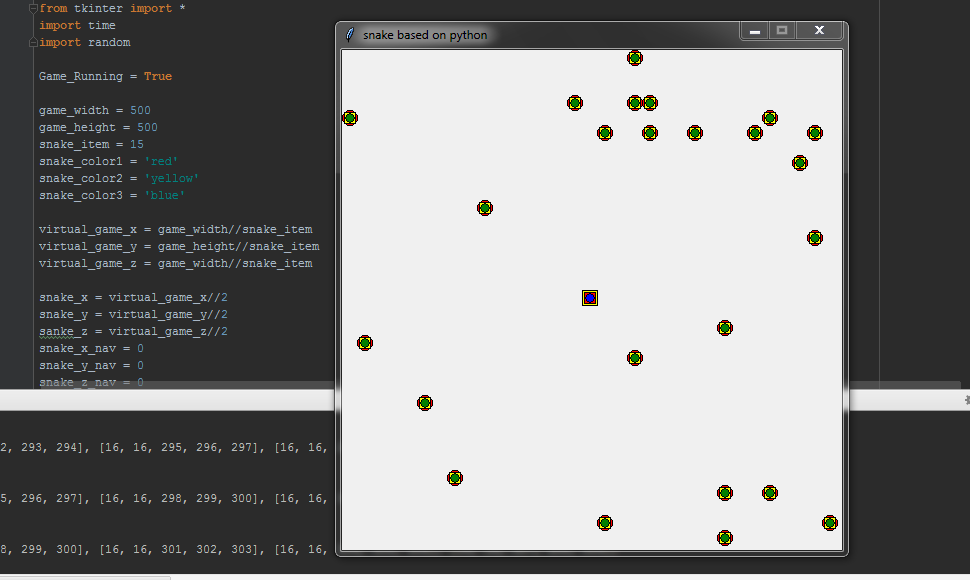 from tkinter import *
import time
import random
Game_Running = True
game_width = 500
game_height = 500
snake_item = 15
snake_color1 = 'red'
snake_color2 = 'yellow'
snake_color3 = 'blue'
virtual_game_x = game_width//snake_item
virtual_game_y = game_height//snake_item
virtual_game_z = game_width//snake_item
snake_x = virtual_game_x//2
snake_y = virtual_game_y//2
sanke_z = virtual_game_z//2
snake_x_nav = 0
snake_y_nav = 0
snake_z_nav = 0
snake based on python
2, 293, 294], [16, 16, 295, 296, 297], [16, 16,
5, 296, 297], [16, 16, 298, 299, 300], [16, 16,
8, 299, 300], [16, 16, 301, 302, 303], [16, 16,